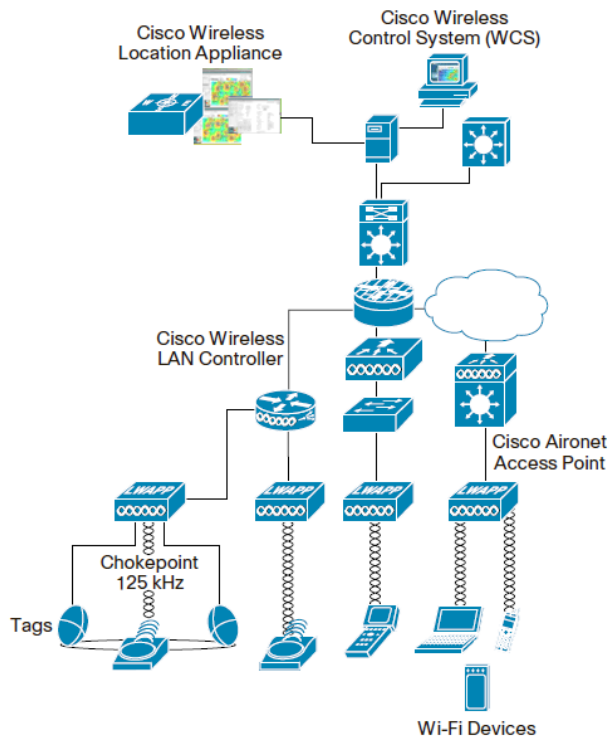 Cisco Wireless
Location Appliance
Cisco Wireless
Control System (WCS)
Cisco Wireless
LAN Controller
Cisco Aironet
Access Point
LWAPP
LWAPP
LWAPP
LWAPP
Chokepoint
125 kHz
Tags
Wi-Fi Devices